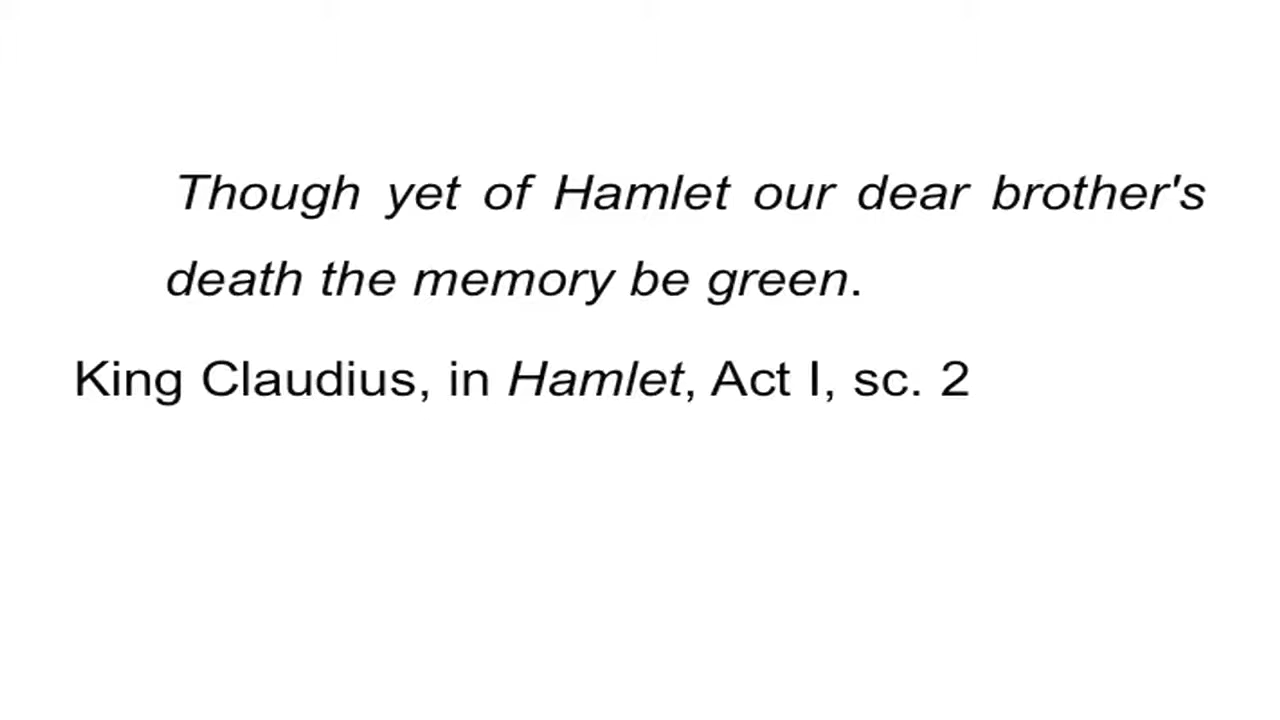 Though yet of Hamlet our dear brother's
death the memory be green.
King Claudius, in Hamlet, Act I, sc. 2